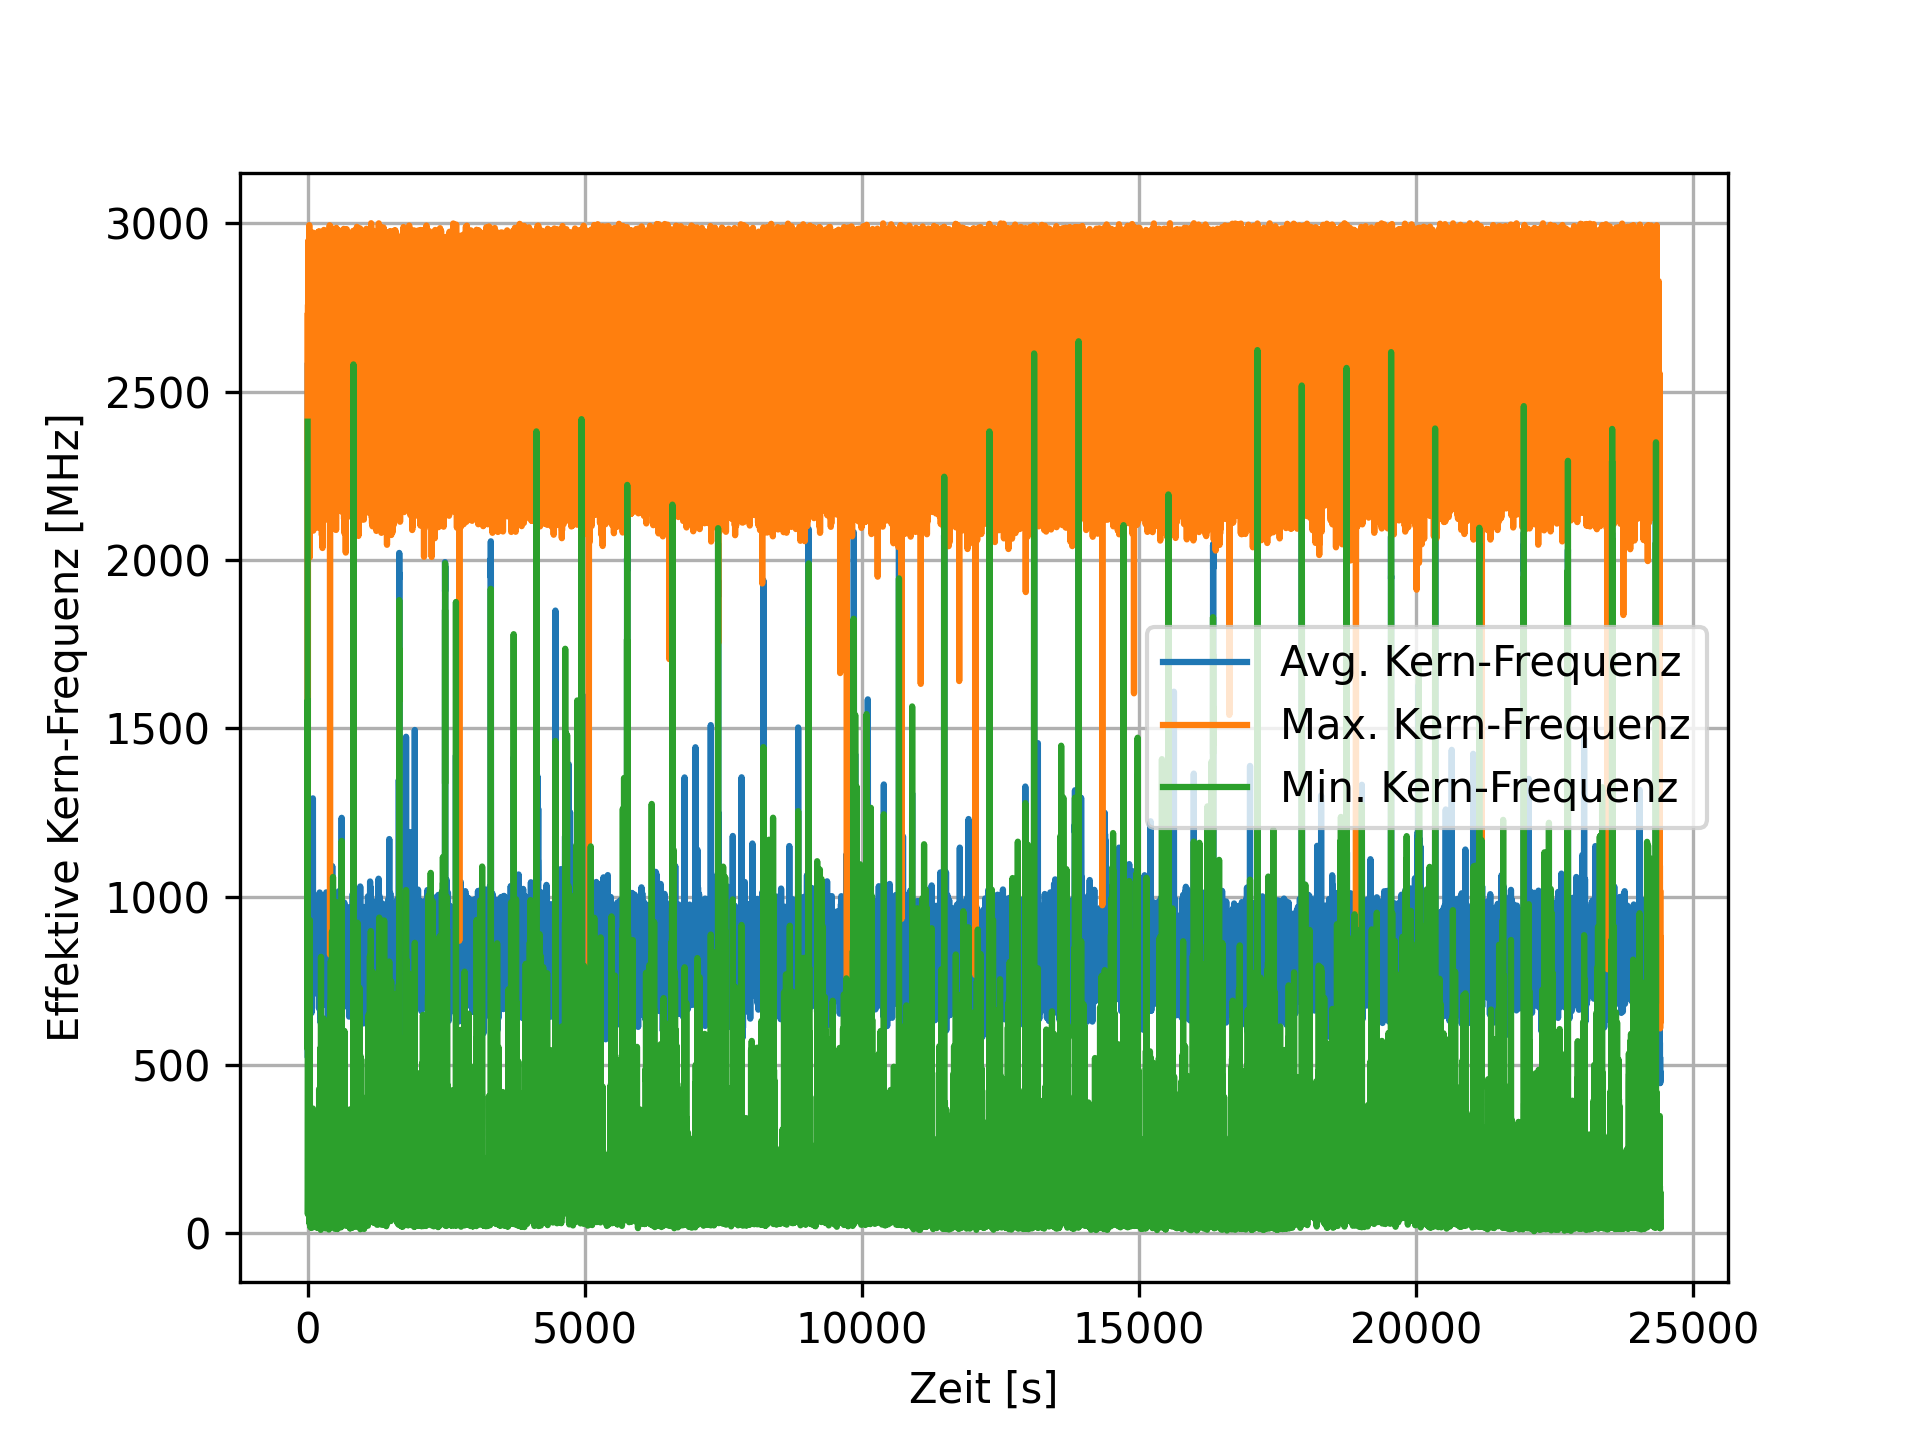 3000
2500
2000
1500
1000
500
0
Effektive Kern-Frequenz [MHz]
Avg. Kern-Frequenz
Max. Kern-Frequenz
Min. Kern-Frequenz
0 5000 10000 15000 20000 25000
Zeit [s]